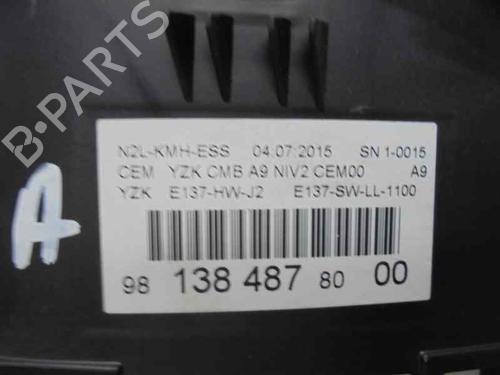 B-PARTS
N2L-KMH-ESS 04.07.2015 SN 1-0015
CEM YZK CMB A9 NIV2 CEM00 A9
YZK E137-HW-J2 E137-SW-LL-1100
98 138 487 80 00
A